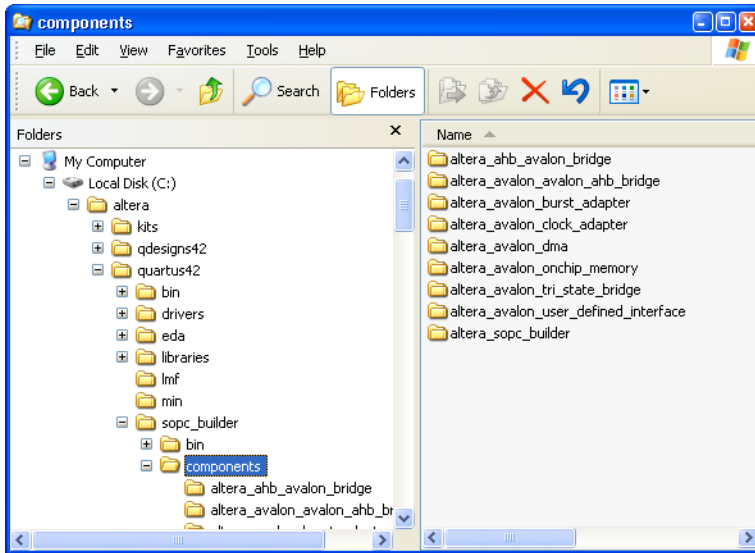 components
File Edit View Favorites Tools Help
Back Search Folders
Folders
My Computer
Local Disk (C:)
altera
kits
qdesigns42
quartus42
bin
drivers
eda
libraries
lmf
min
sopc_builder
bin
components
altera_ahb_avalon_bridge
altera_avalon_avalon_ahb_br
Name
altera_ahb_avalon_bridge
altera_avalon_avalon_ahb_bridge
altera_avalon_burst_adapter
altera_avalon_clock_adapter
altera_avalon_dma
altera_avalon_onchip_memory
altera_avalon_tri_state_bridge
altera_avalon_user_defined_interface
altera_sopc_builder